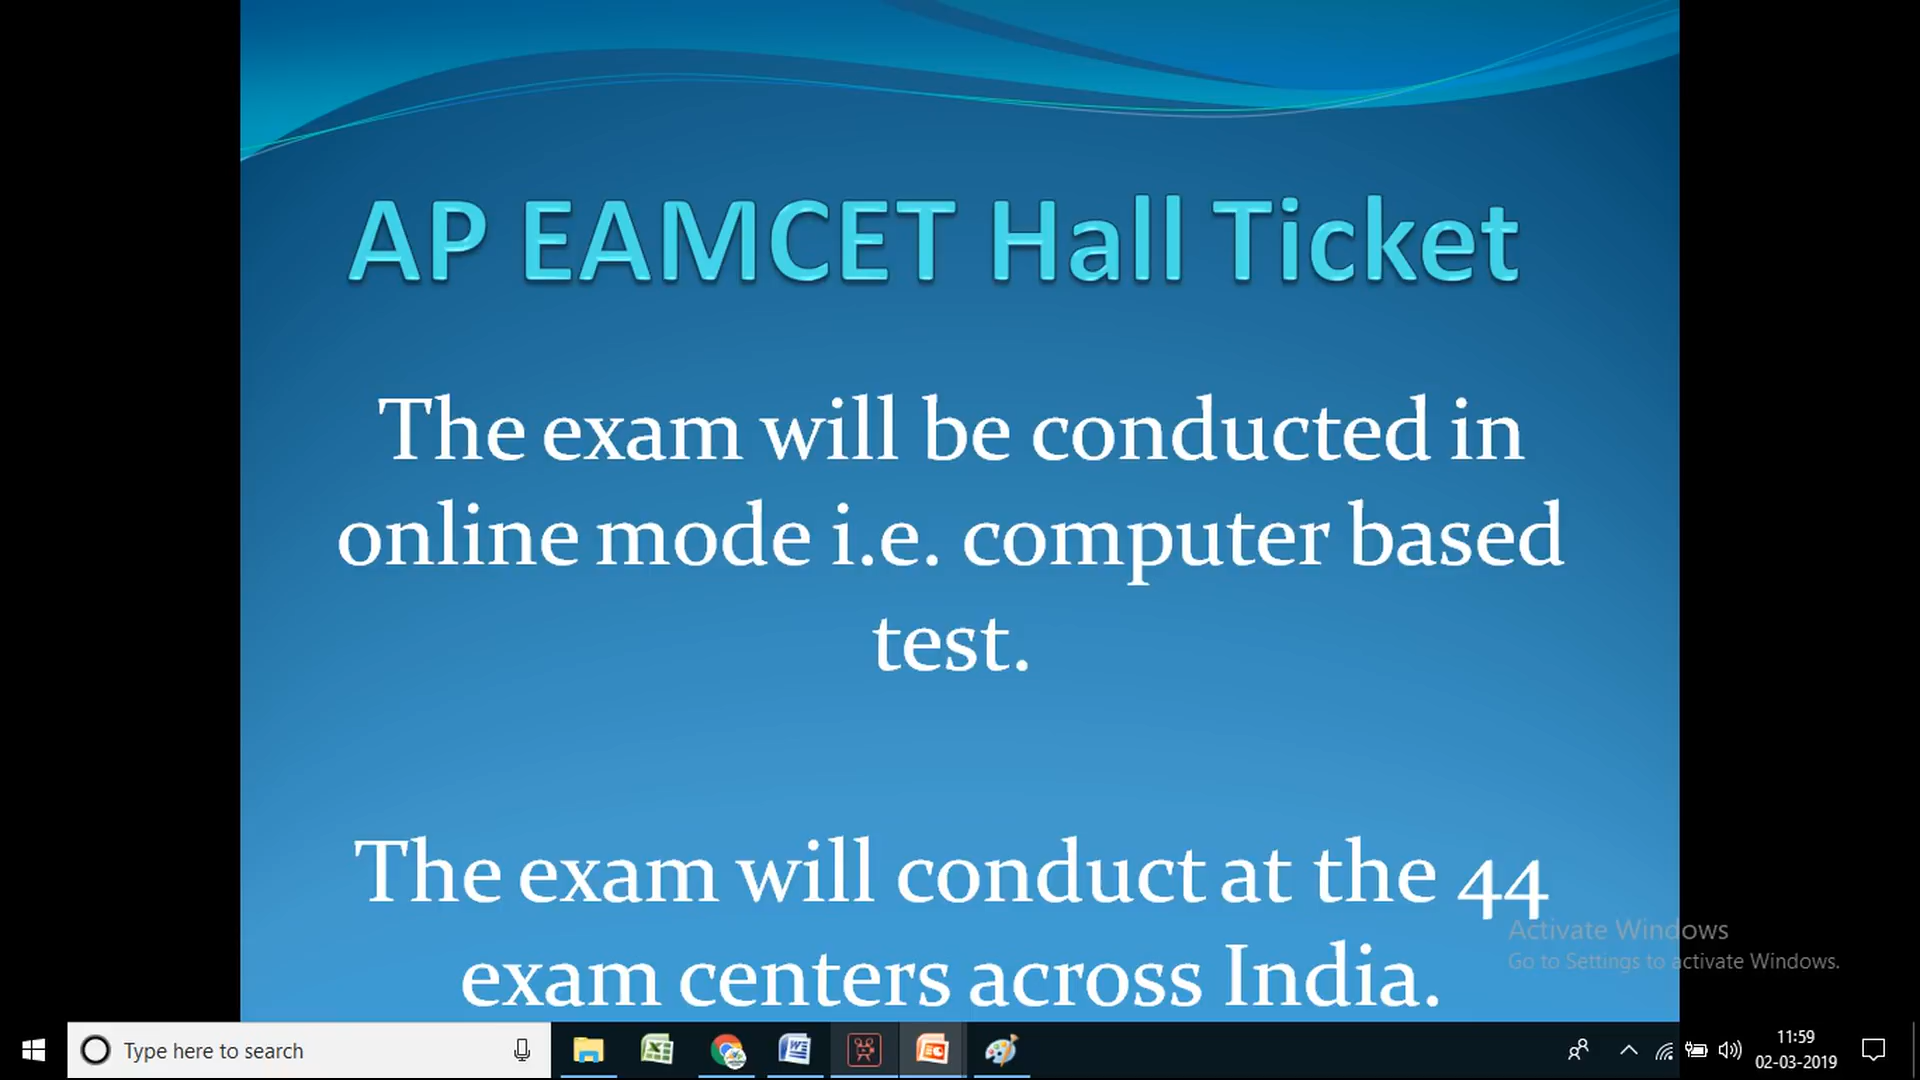 AP EAMCET Hall Ticket
The exam will be conducted in
online mode i.e. computer based
test.
The exam will conduct at the 44
exam centers across India.
Activate Windows
Go to Settings to activate Windows.
Type here to search
11:59
02-03-2019